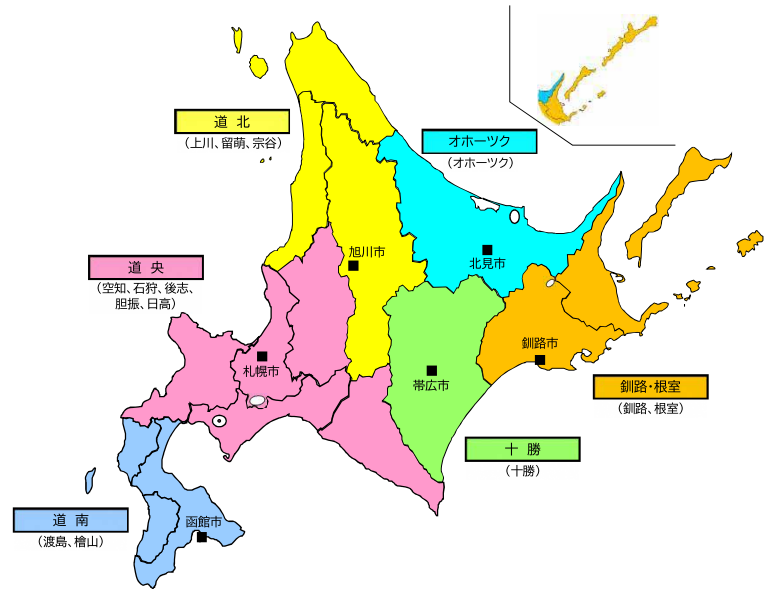 道 北
(上川、留萌、宗谷)
オホーツク
(オホーツク)
旭川市
北見市
道 央
(空知、石狩、後志、
胆振、日高)
釧路市
札幌市
帯広市
釧路・根室
(釧路、根室)
十 勝
(十勝)
道 南
(渡島、檜山)
函館市